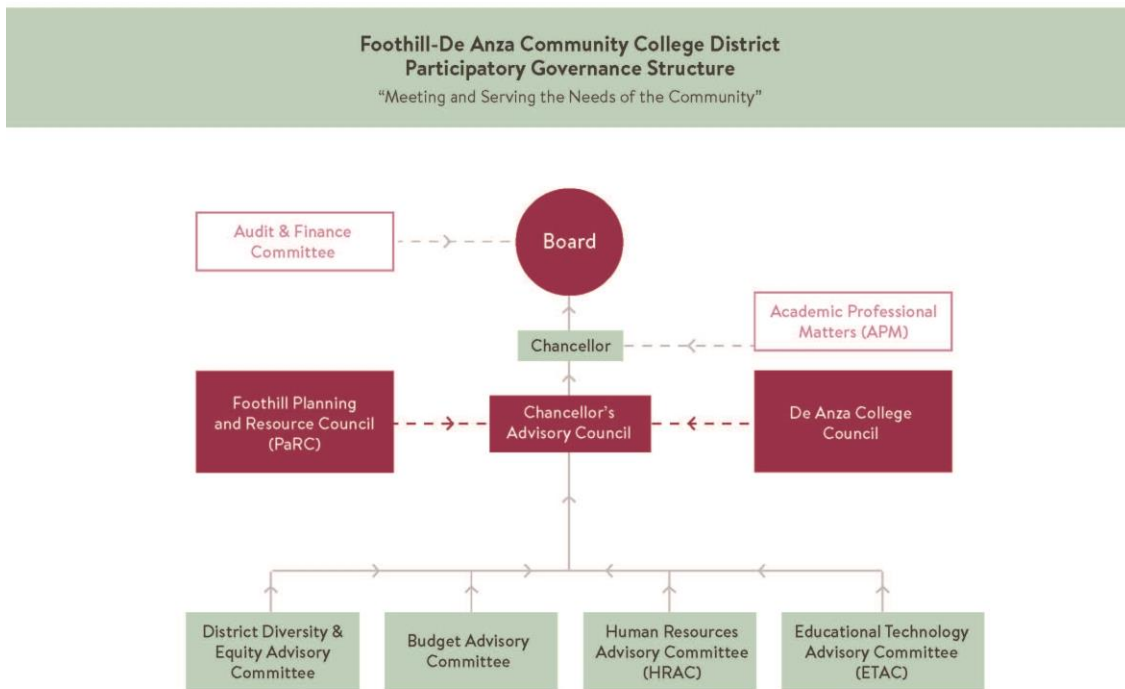 Foothill-De Anza Community College District
Participatory Governance Structure
“Meeting and Serving the Needs of the Community”
Audit & Finance
Committee
Board
Academic Professional
Matters (APM)
Chancellor
Foothill Planning
and Resource Council
(PaRC)
Chancellor’s
Advisory Council
De Anza College
Council
District Diversity &
Equity Advisory
Committee
Budget Advisory
Committee
Human Resources
Advisory Committee
(HRAC)
Educational Technology
Advisory Committee
(ETAC)